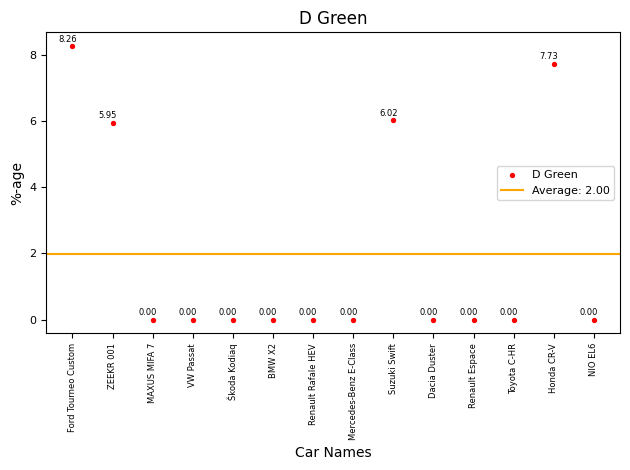 D Green
%-age
8
6
4
2
0
8.26
5.95
0.00
0.00
0.00
0.00
0.00
0.00
6.02
0.00
0.00
0.00
7.73
0.00
D Green
Average: 2.00
Ford Tourneo Custom
ZEEKR 001
MAXUS MIFA 7
VW Passat
Škoda Kodiaq
BMW X2
Renault Rafale HEV
Mercedes-Benz E-Class
Suzuki Swift
Dacia Duster
Renault Espace
Toyota C-HR
Honda CR-V
NIO EL6
Car Names